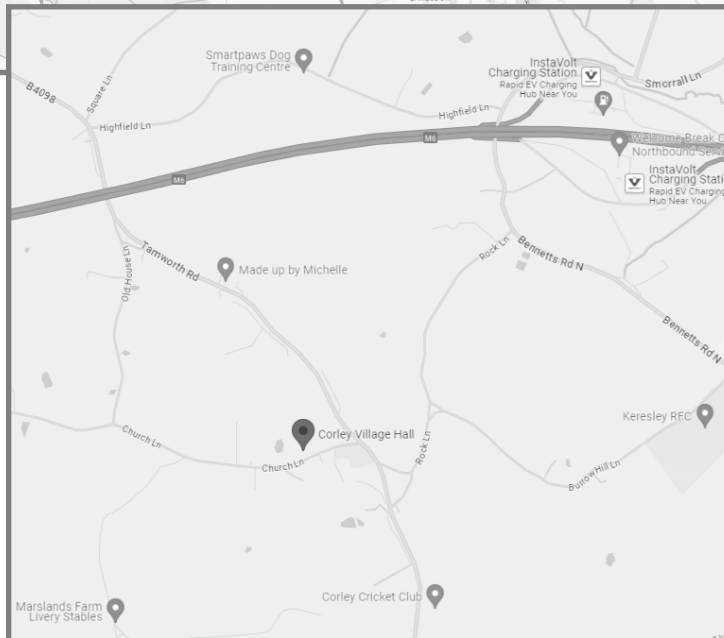 Smartpaws Dog
Training Centre
InstaVolt
Charging Station
Rapid EV Charging
Hub Near You
Smorrall Ln
B4098
Square Ln
Highfield Ln
Highfield Ln
M6
M6
Welcome Break
Northbound
InstaVolt
Charging
Rapid EV Charging
Hub Near You
Old House Ln
Tamworth Rd
Made up by Michelle
Rock Ln
Bennetts Rd N
Bennetts Rd N
Keresley RFC
Church Ln
Corley Village Hall
Church Ln
Rock Ln
Burrow Hill Ln
Marslands Farm
Livery Stables
Corley Cricket Club